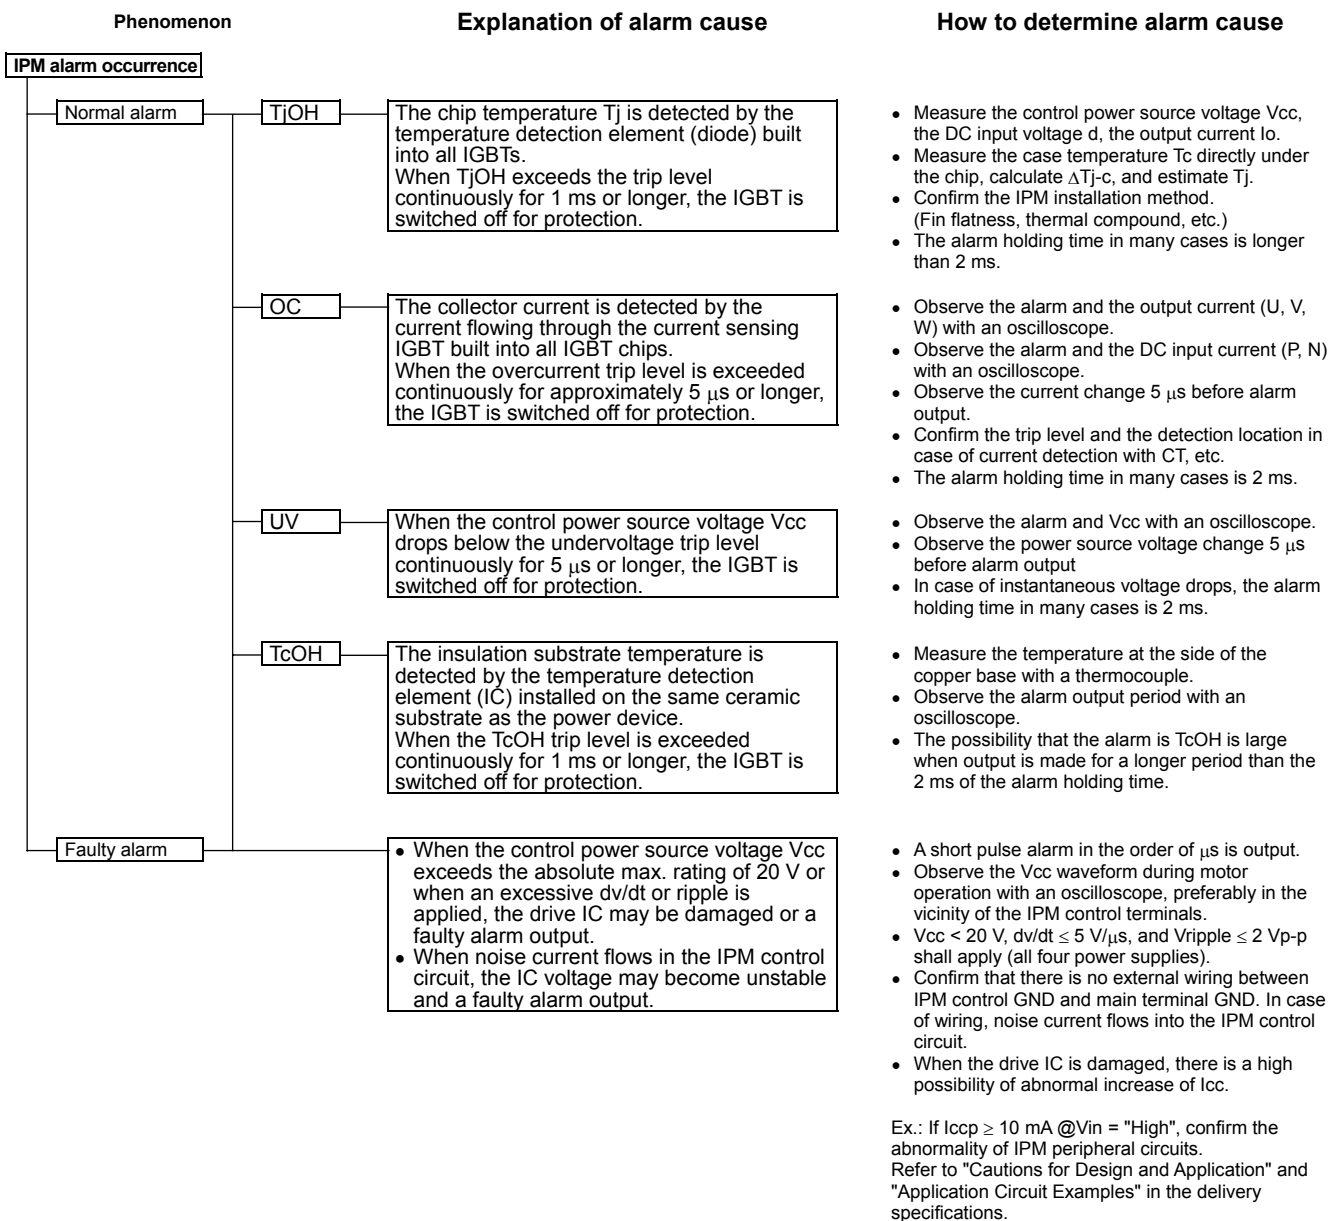 Phenomenon
Explanation of alarm cause
How to determine alarm cause
IPM alarm occurrence
Normal alarm
TjOH
The chip temperature Tj is detected by the
temperature detection element (diode) built
into all IGBTs.
When TjOH exceeds the trip level
continuously for 1 ms or longer, the IGBT is
switched off for protection.
• Measure the control power source voltage Vcc,
the DC input voltage d, the output current Io.
• Measure the case temperature Tc directly under
the chip, calculate ΔTj-c, and estimate Tj.
• Confirm the IPM installation method.
(Fin flatness, thermal compound, etc.)
• The alarm holding time in many cases is longer
than 2 ms.
OC
The collector current is detected by the
current flowing through the current sensing
IGBT built into all IGBT chips.
When the overcurrent trip level is exceeded
continuously for approximately 5 μs or longer,
the IGBT is switched off for protection.
• Observe the alarm and the output current (U, V,
W) with an oscilloscope.
• Observe the alarm and the DC input current (P, N)
with an oscilloscope.
• Observe the current change 5 μs before alarm
output.
• Confirm the trip level and the detection location in
case of current detection with CT, etc.
• The alarm holding time in many cases is 2 ms.
UV
When the control power source voltage Vcc
drops below the undervoltage trip level
continuously for 5 μs or longer, the IGBT is
switched off for protection.
• Observe the alarm and Vcc with an oscilloscope.
• Observe the power source voltage change 5 μs
before alarm output
• In case of instantaneous voltage drops, the alarm
holding time in many cases is 2 ms.
TcOH
The insulation substrate temperature is
detected by the temperature detection
element (IC) installed on the same ceramic
substrate as the power device.
When the TcOH trip level is exceeded
continuously for 1 ms or longer, the IGBT is
switched off for protection.
• Measure the temperature at the side of the
copper base with a thermocouple.
• Observe the alarm output period with an
oscilloscope.
• The possibility that the alarm is TcOH is large
when output is made for a longer period than the
2 ms of the alarm holding time.
Faulty alarm
• When the control power source voltage Vcc
exceeds the absolute max. rating of 20 V or
when an excessive dv/dt or ripple is
applied, the drive IC may be damaged or a
faulty alarm output.
• When noise current flows in the IPM control
circuit, the IC voltage may become unstable
and a faulty alarm output.
• A short pulse alarm in the order of μs is output.
• Observe the Vcc waveform during motor
operation with an oscilloscope, preferably in the
vicinity of the IPM control terminals.
• Vcc < 20 V, dv/dt ≤ 5 V/μs, and Vripple ≤ 2 Vp-p
shall apply (all four power supplies).
• Confirm that there is no external wiring between
IPM control GND and main terminal GND. In case
of wiring, noise current flows into the IPM control
circuit.
• When the drive IC is damaged, there is a high
possibility of abnormal increase of Icc.
Ex.: If Iccp ≥ 10 mA @Vin = "High", confirm the
abnormality of IPM peripheral circuits.
Refer to "Cautions for Design and Application" and
"Application Circuit Examples" in the delivery
specifications.